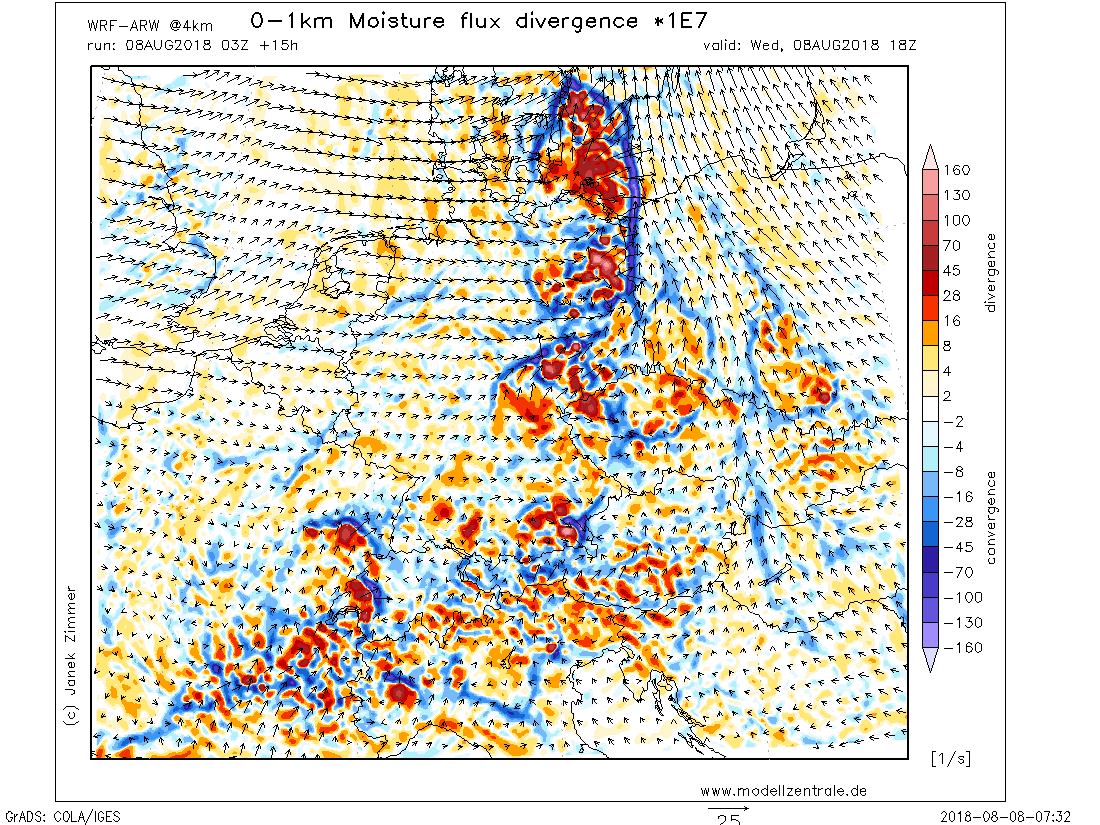 WRF-ARW @4km
0-1km Moisture flux divergence *1E7
run: 08AUG2018 03Z +15h
valid: Wed, 08AUG2018 18Z
160
130
100
70
45
28
16
8
4
2
-2
-4
-8
-16
-28
-45
-70
-100
-130
-160
divergence
convergence
(c) Janek Zimmer
[1/s]
www.modellzentrale.de
25
GrADS: COLA/IGES
2018-08-08-07:32